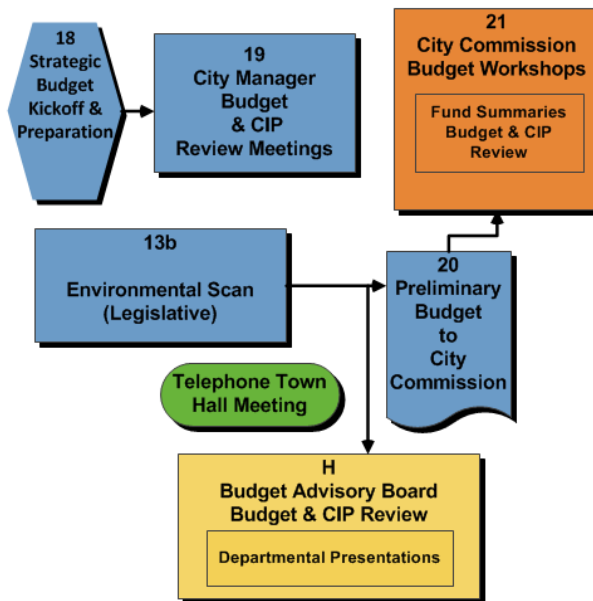 18
Strategic
Budget
Kickoff &
Preparation
19
City Manager
Budget
& CIP
Review Meetings
21
City Commission
Budget Workshops
Fund Summaries
Budget & CIP
Review
13b
Environmental Scan
(Legislative)
20
Preliminary
Budget
to
City
Commission
Telephone Town
Hall Meeting
H
Budget Advisory Board
Budget & CIP Review
Departmental Presentations